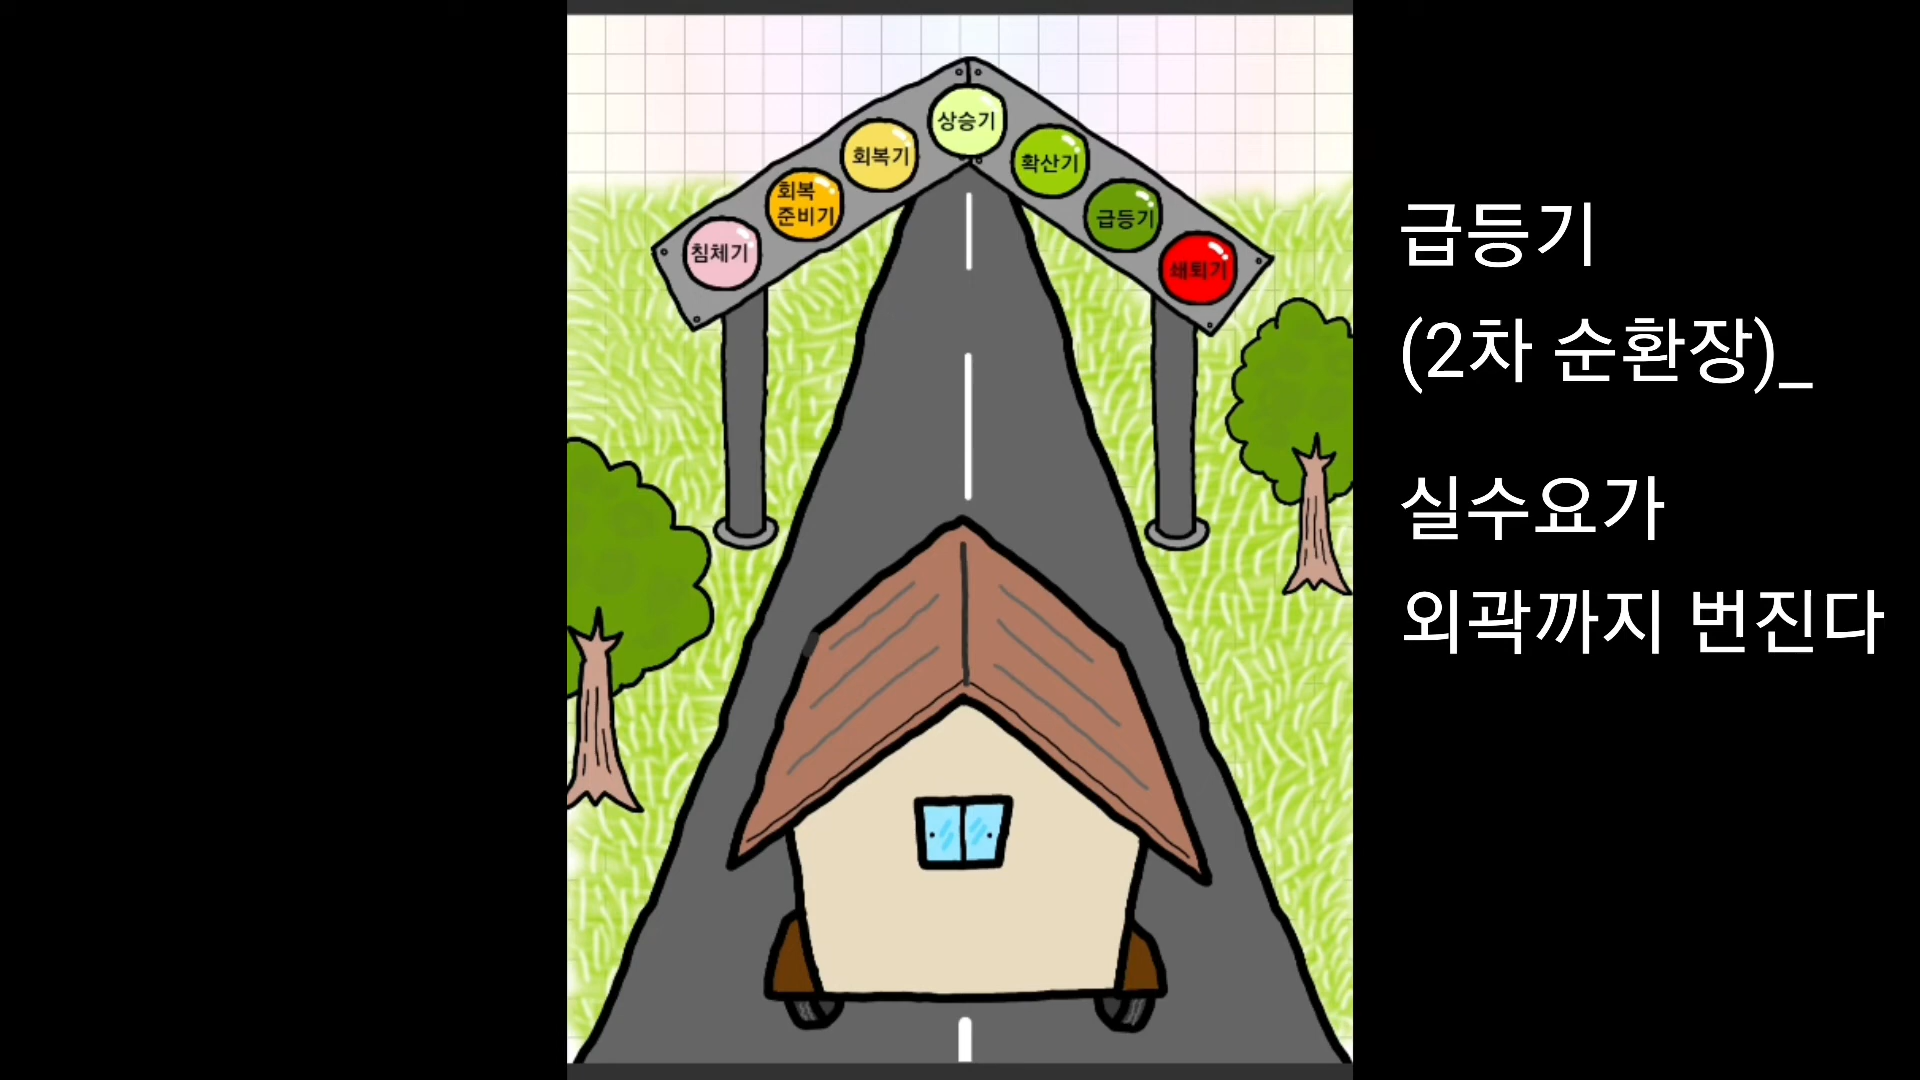 상승기
회복기
확산기
회복
준비기
급등기
침체기
쇄퇴기
급등기
(2차 순환장)_
실수요가
외곽까지 번진다